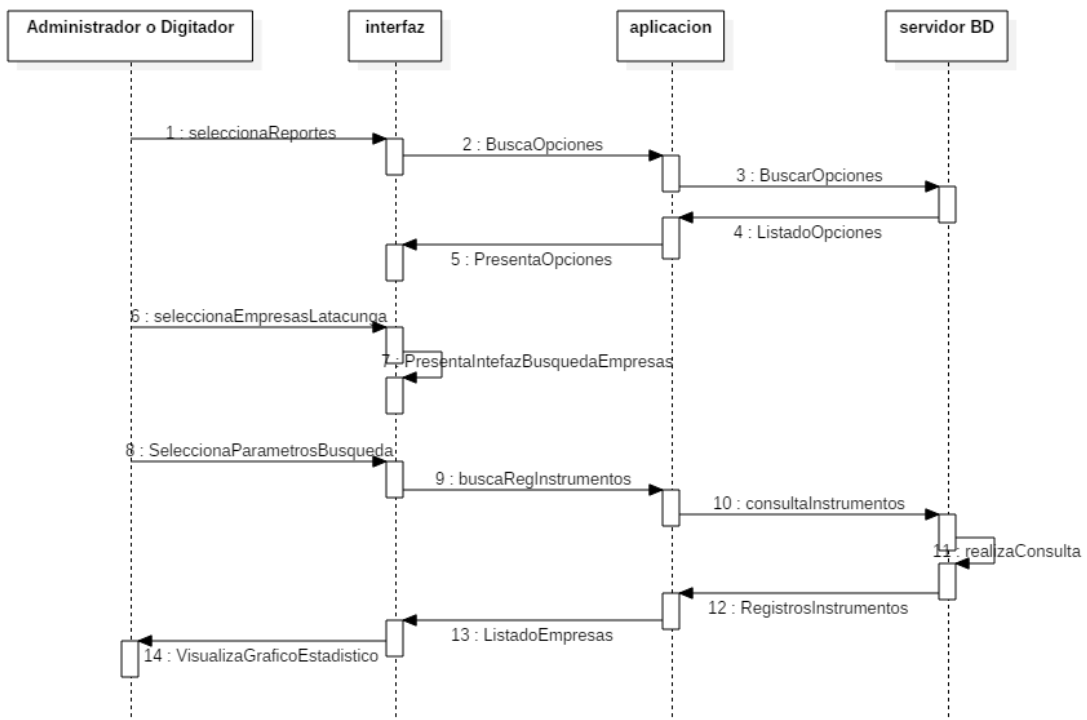 Administrador o Digitador
interfaz
aplicacion
servidor BD
1 : seleccionaReportes
2 : BuscaOpciones
3 : BuscarOpciones
4 : ListadoOpciones
5 : PresentaOpciones
6 : seleccionaEmpresasLatacunga
7 : PresentaIntefazBusquedaEmpresas
8 : SeleccionaParametrosBusqueda
9 : buscaRegInstrumentos
10 : consultaInstrumentos
11 : realizaConsulta
12 : RegistrosInstrumentos
13 : ListadoEmpresas
14 : VisualizaGraficoEstadistico